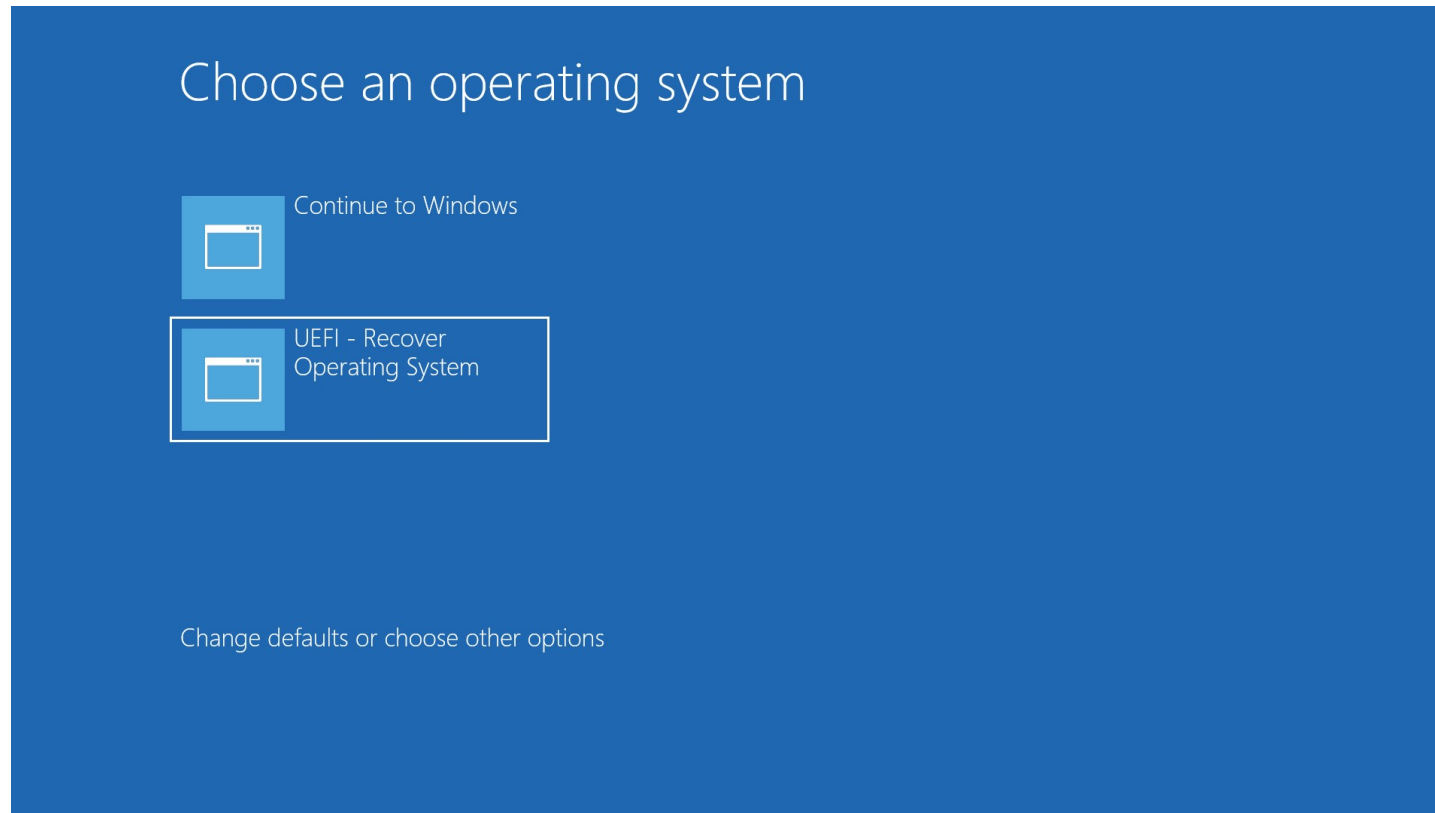 Choose an operating system
Continue to Windows
UEFI - Recover
Operating System
Change defaults or choose other options